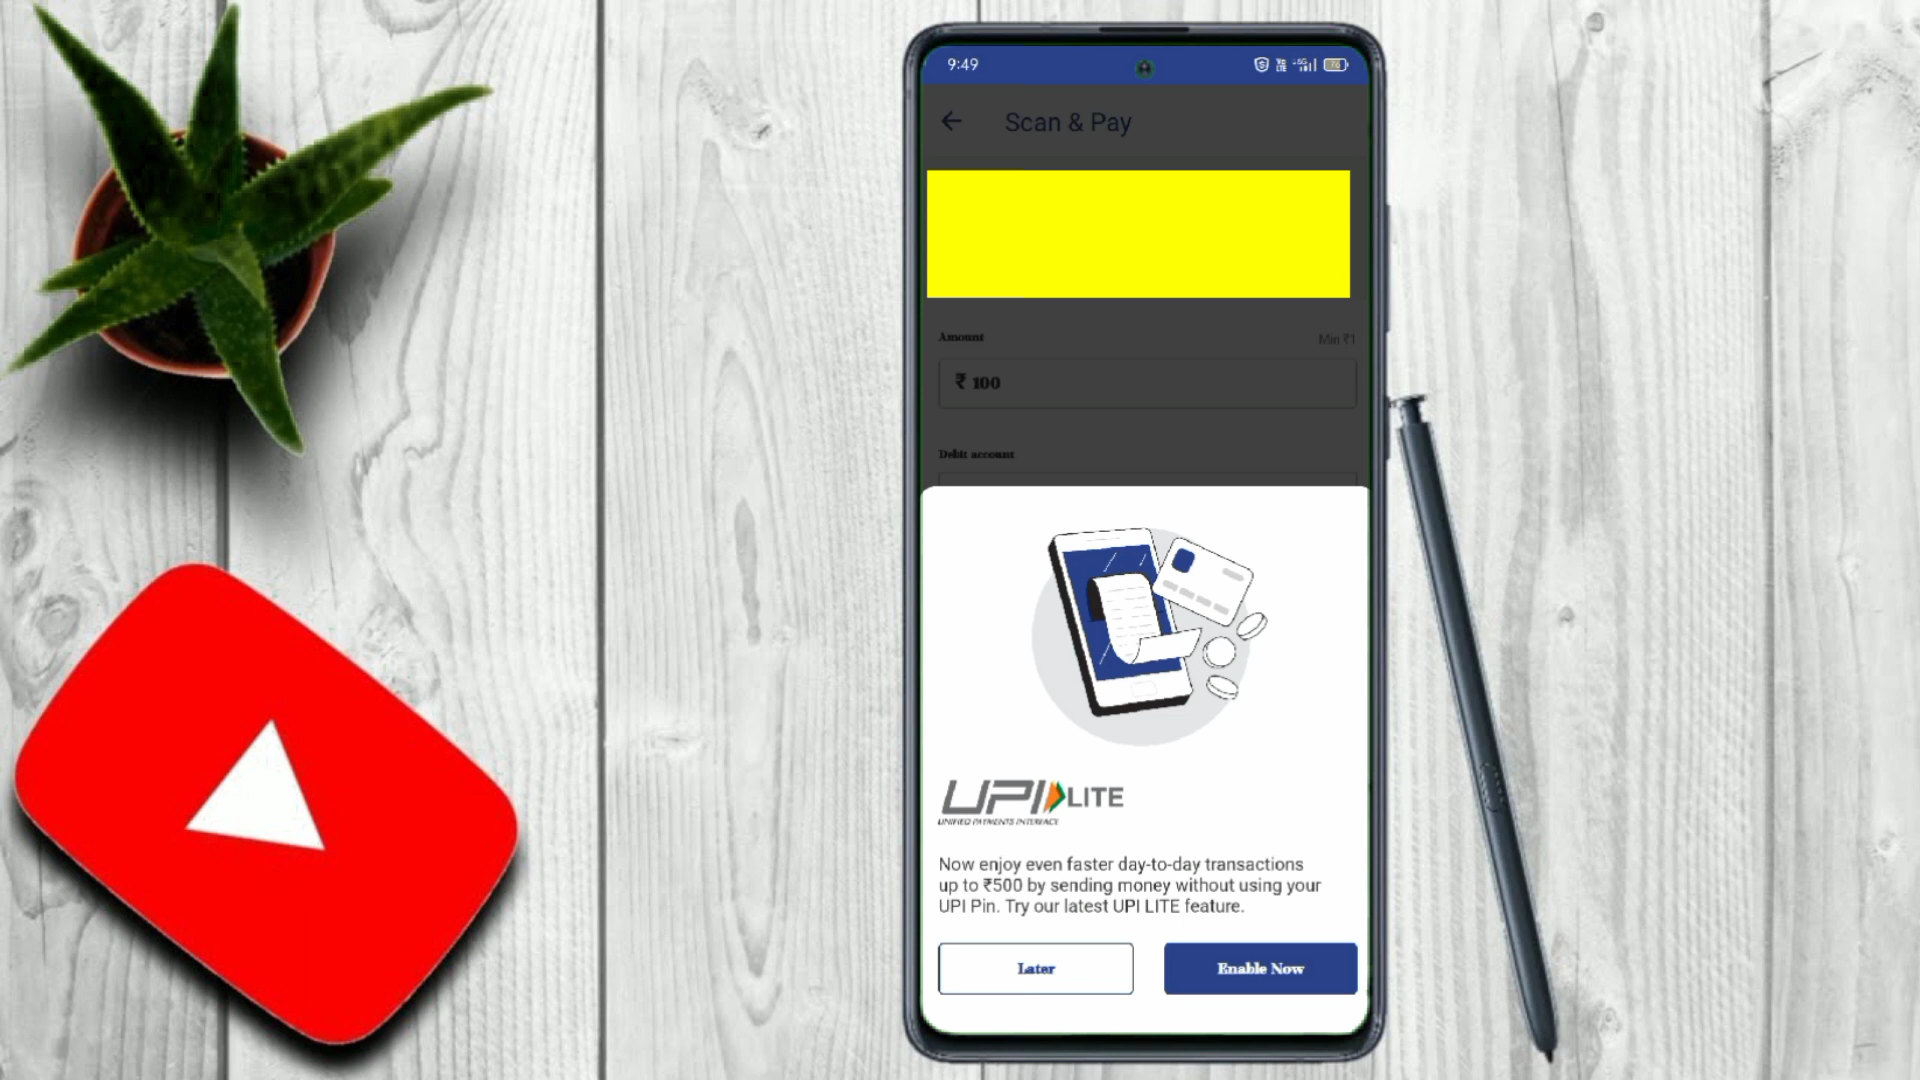 9:49
Scan & Pay
Amount
Min ₹1
₹ 100
Debit account
UPI LITE
UNIFIED PAYMENTS INTERFACE
Now enjoy even faster day-to-day transactions
up to ₹500 by sending money without using your
UPI Pin. Try our latest UPI LITE feature.
Later
Enable Now